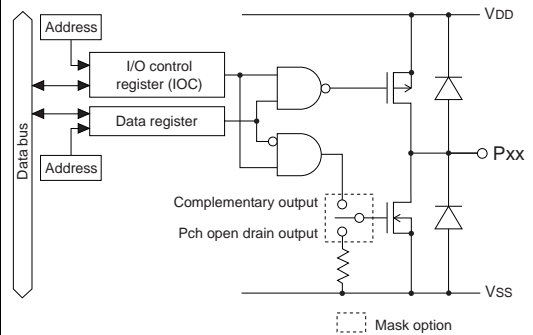 VDD
Address
I/O control
register (IOC)
Data register
Data bus
Address
Pxx
Complementary output
Pch open drain output
VSS
Mask option